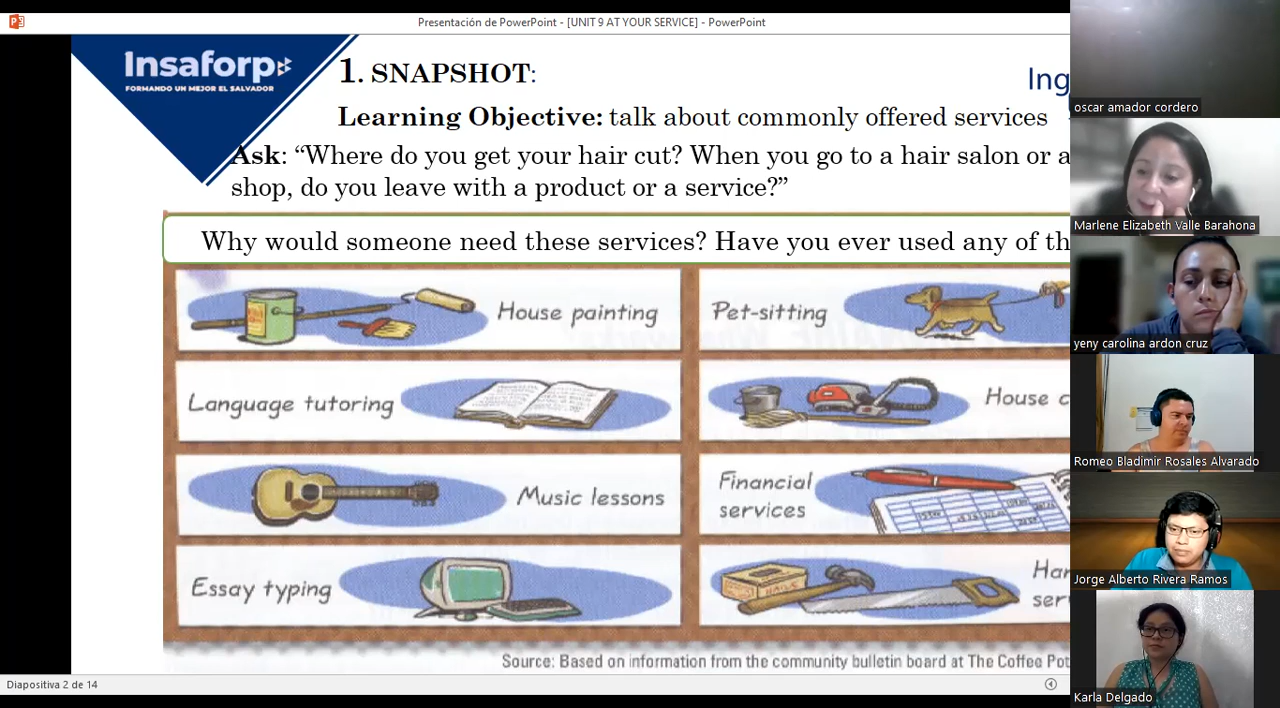 Presentación de PowerPoint - [UNIT 9 AT YOUR SERVICE] - PowerPoint
Insaforp
FORMANDO UN MEJOR EL SALVADOR
1. SNAPSHOT:
Ing
Learning Objective: talk about commonly offered services
Ask: “Where do you get your hair cut? When you go to a hair salon or a
shop, do you leave with a product or a service?”
Why would someone need these services? Have you ever used any of th
House painting
Pet-sitting
Language tutoring
House c
Music lessons
Financial
services
Essay typing
Han
serv
Source: Based on information from the community bulletin board at The Coffee Pot
Diapositiva 2 de 14
oscar amador cordero
Marlene Elizabeth Valle Barahona
yeny carolina ardon cruz
Romeo Bladimir Rosales Alvarado
Jorge Alberto Rivera Ramos
Karla Delgado